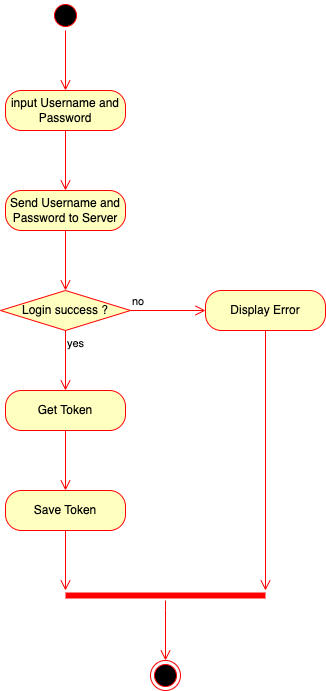 input Username and
Password
Send Username and
Password to Server
Login success ?
no
Display Error
yes
Get Token
Save Token